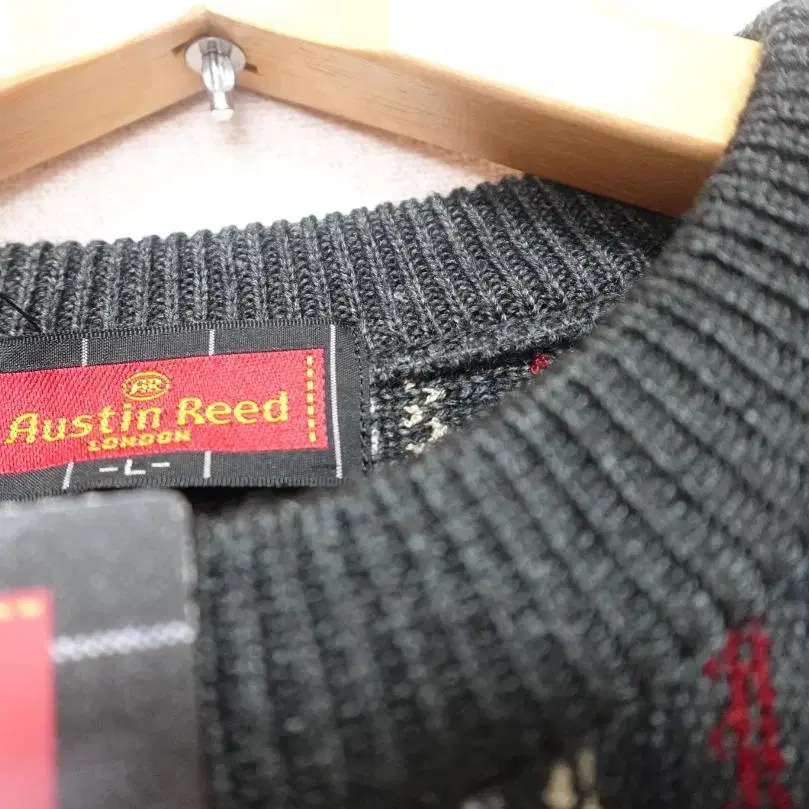 AR
Austin Reed
LONDON
-L-